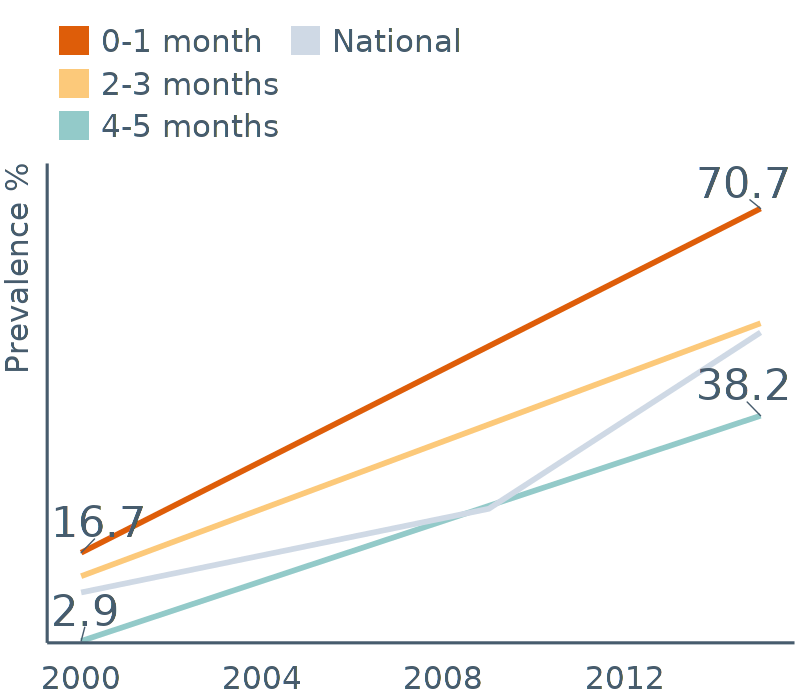 0-1 month
National
2-3 months
4-5 months
Prevalence %
70.7
38.2
16.7
2.9
2000 2004 2008 2012